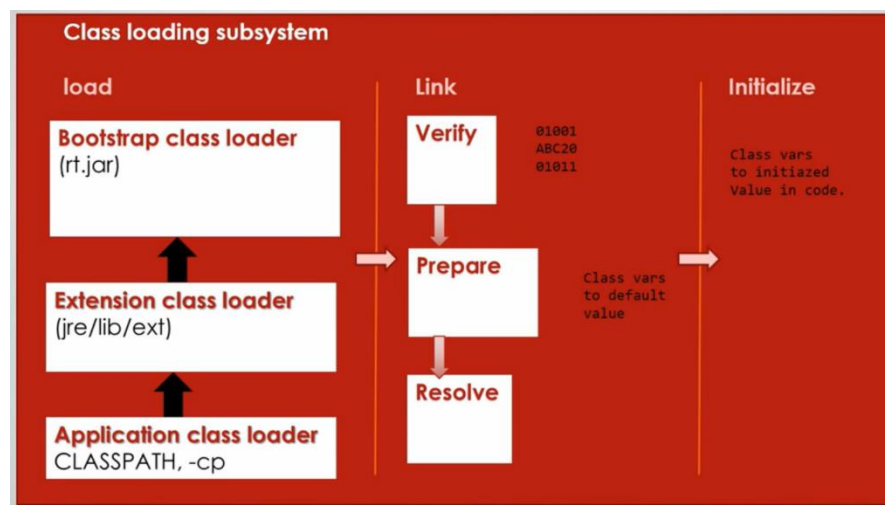 Class loading subsystem
load
Bootstrap class loader
(rt.jar)
Extension class loader
(jre/lib/ext)
Application class loader
CLASSPATH, -cp
Link
Verify
01001
ABC20
01011
Prepare
Class vars
to default
value
Resolve
Initialize
Class vars
to initiazed
Value in code.